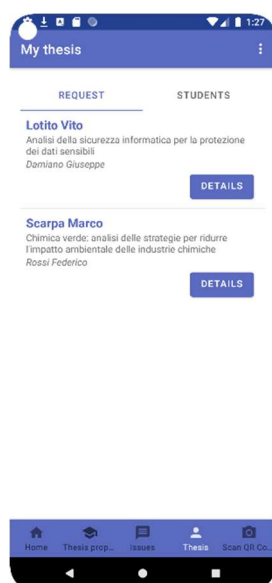 1:27
My thesis
REQUEST STUDENTS
Lotito Vito
Analisi della sicurezza informatica per la protezione
dei dati sensibili
Damiano Giuseppe
DETAILS
Scarpa Marco
Chimica verde: analisi delle strategie per ridurre
l'impatto ambientale delle industrie chimiche
Rossi Federico
DETAILS
Home Thesis prop... Issues Thesis Scan QR Co...